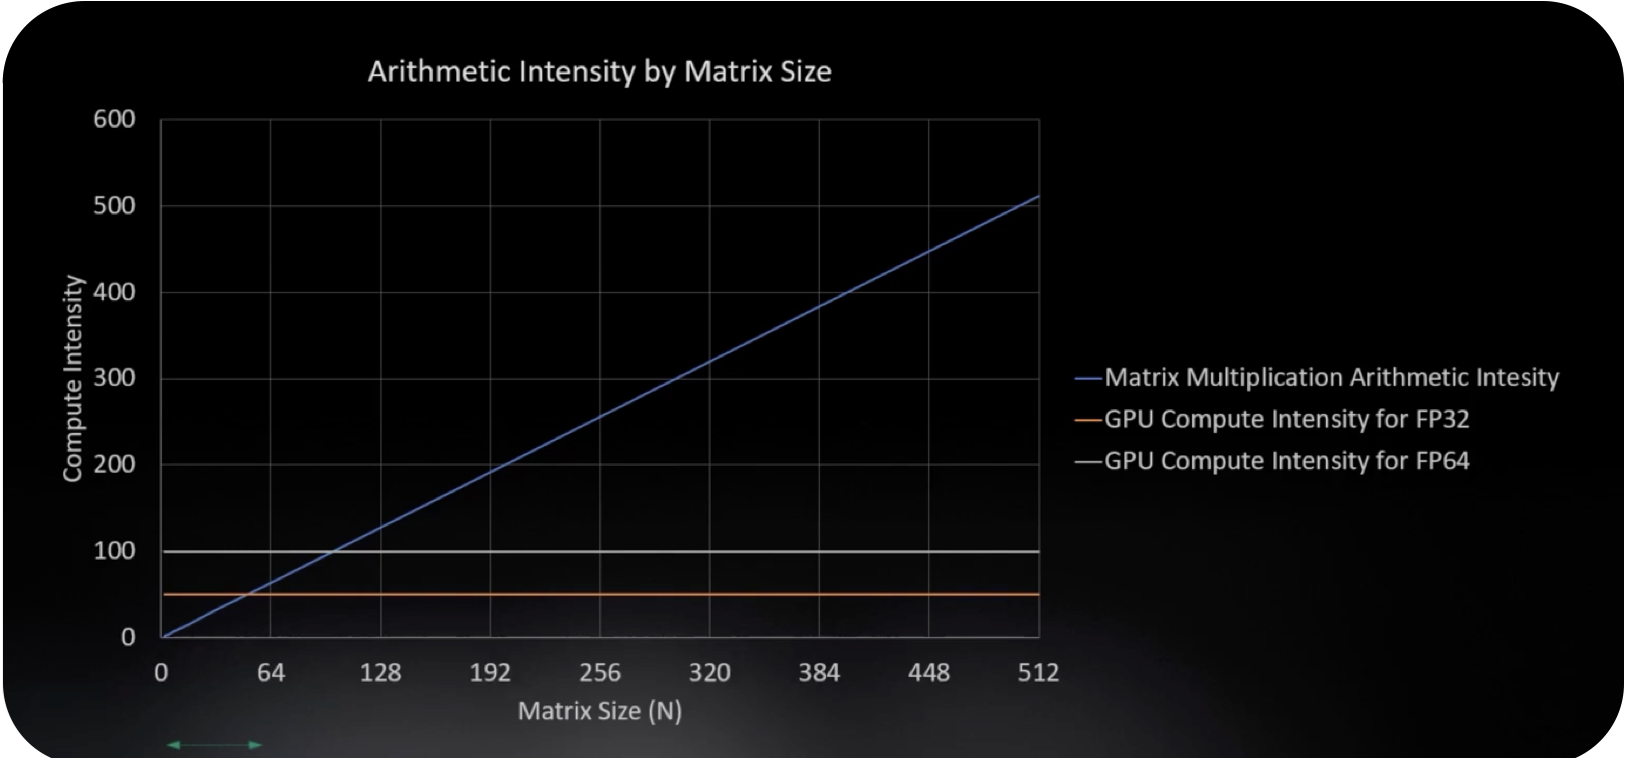 Arithmetic Intensity by Matrix Size
600
500
400
300
200
100
0
Compute Intensity
0 64 128 192 256 320 384 448 512
Matrix Size (N)
Matrix Multiplication Arithmetic Intesity
GPU Compute Intensity for FP32
GPU Compute Intensity for FP64